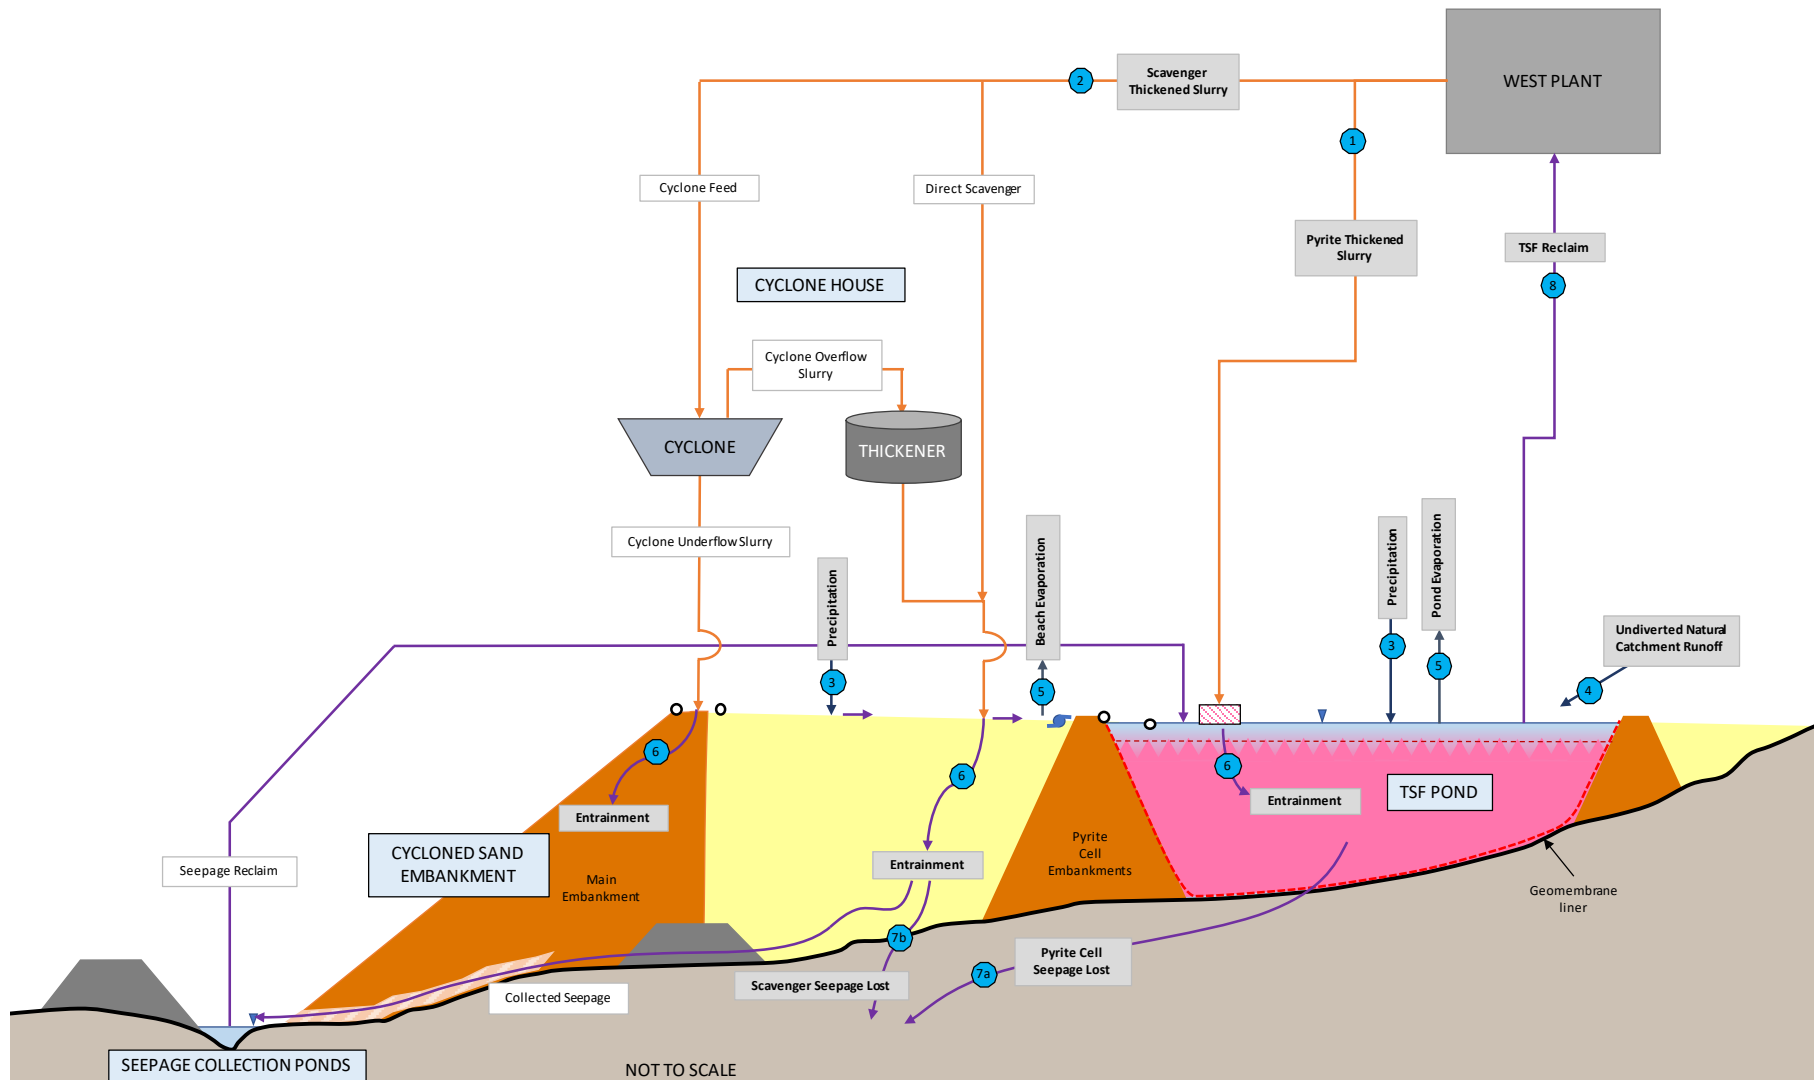 WEST PLANT
Scavenger
Thickened Slurry
2
1
Cyclone Feed
Direct Scavenger
Pyrite Thickened
Slurry
TSF Reclaim
8
CYCLONE HOUSE
Cyclone Overflow
Slurry
CYCLONE
THICKENER
Cyclone Underflow Slurry
Precipitation
3
Beach Evaporation
5
Precipitation
3
Pond Evaporation
5
Undiverted Natural
Catchment Runoff
4
6
6
6
Entrainment
Entrainment
Entrainment
TSF POND
CYCLONED SAND
EMBANKMENT
Main
Embankment
Pyrite
Cell
Embankments
Seepage Reclaim
Geomembrane
liner
7b
Pyrite Cell
Seepage Lost
7a
Scavenger Seepage Lost
Collected Seepage
SEEPAGE COLLECTION PONDS
NOT TO SCALE